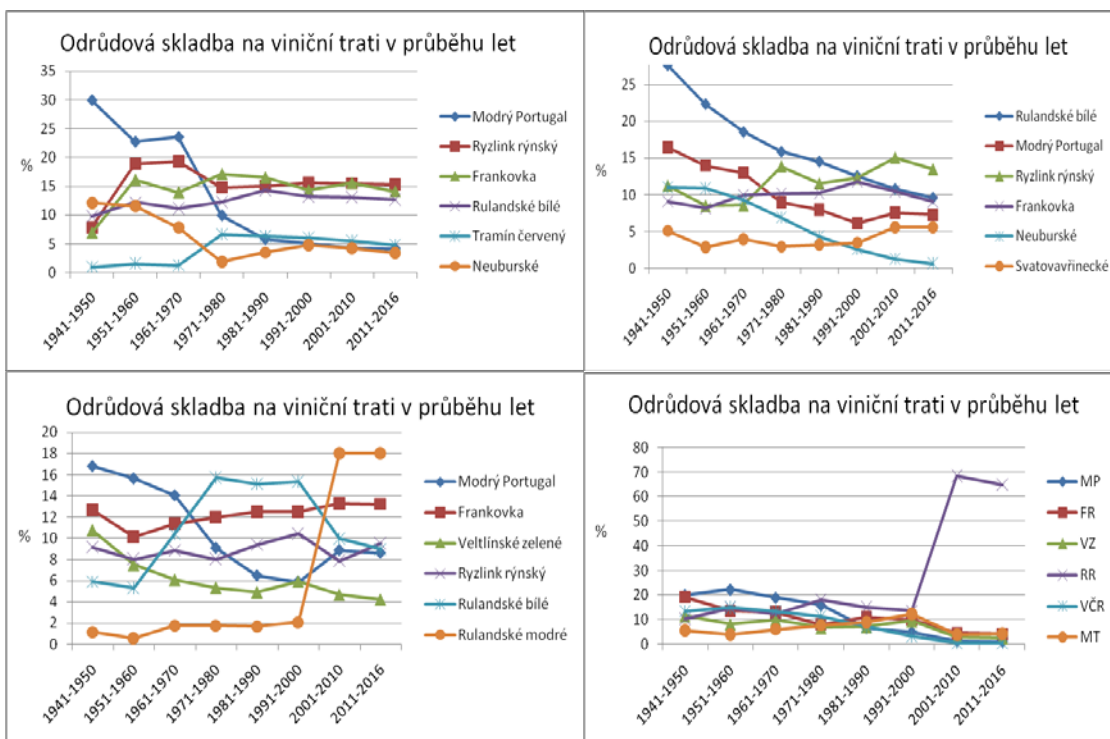 Odrůdová skladba na viniční trati v průběhu let
35
30
25
20
15
10
5
0
%
1941-1950
1951-1960
1961-1970
1971-1980
1981-1990
1991-2000
2001-2010
2011-2016
Modrý Portugal
Ryzlink rýnský
Frankovka
Rulandské bílé
Tramín červený
Neuburské
Odrůdová skladba na viniční trati v průběhu let
25
20
15
10
5
0
%
1941-1950
1951-1960
1961-1970
1971-1980
1981-1990
1991-2000
2001-2010
2011-2016
Rulandské bílé
Modrý Portugal
Ryzlink rýnský
Frankovka
Neuburské
Svatovavřinecké
Odrůdová skladba na viniční trati v průběhu let
20
18
16
14
12
10
8
6
4
2
0
%
1941-1950
1951-1960
1961-1970
1971-1980
1981-1990
1991-2000
2001-2010
2011-2016
Modrý Portugal
Frankovka
Veltlínské zelené
Ryzlink rýnský
Rulandské bílé
Rulandské modré
Odrůdová skladba na viniční trati v průběhu let
80
70
60
50
40
30
20
10
0
%
1941-1950
1951-1960
1961-1970
1971-1980
1981-1990
1991-2000
2001-2010
2011-2016
MP
FR
VZ
RR
VČR
MT